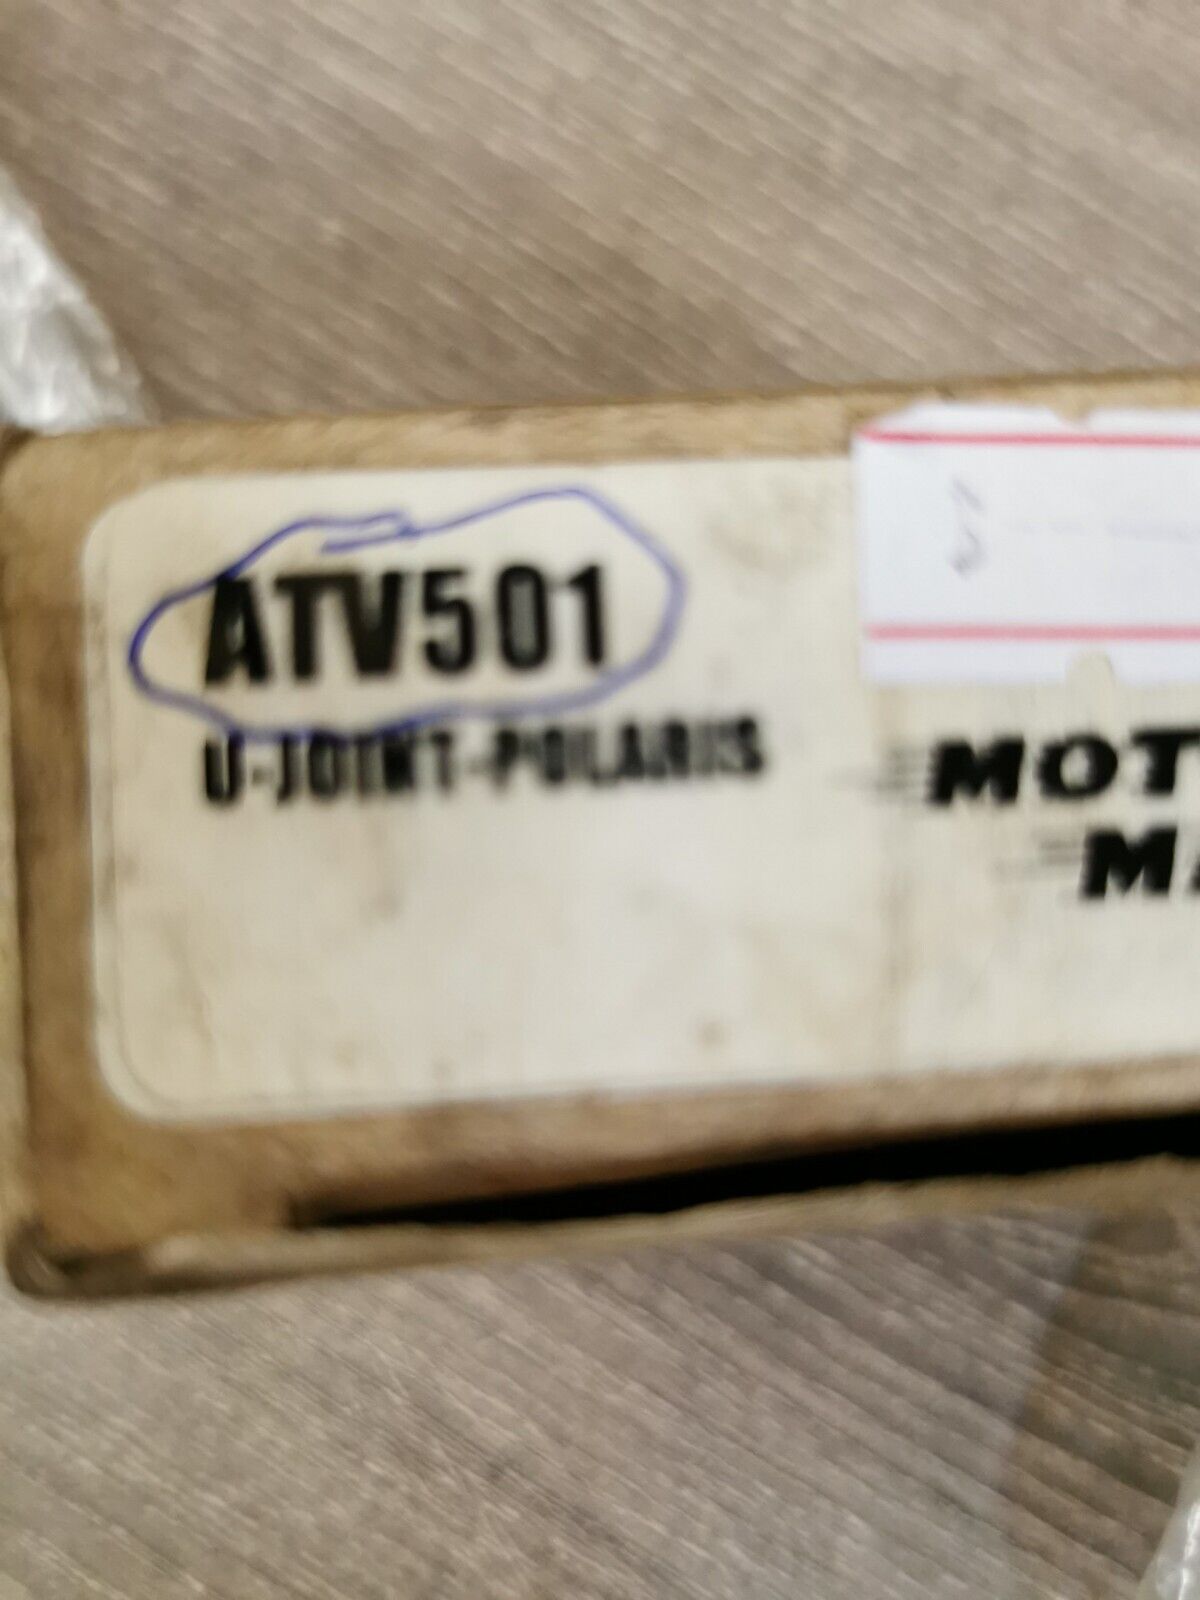 ATV501
U-JOINT-POLARIS
MOT
MA